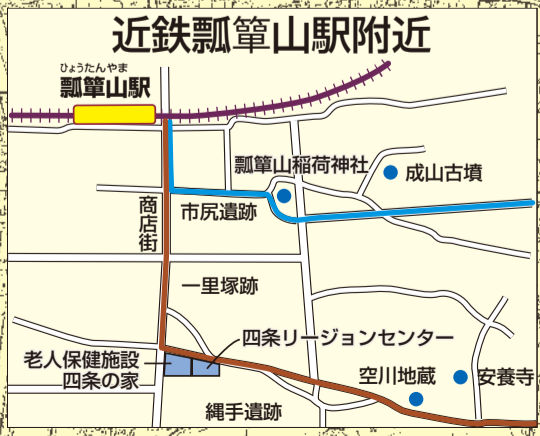 近鉄瓢簞山駅附近
ひょうたんやま
瓢簞山駅
瓢簞山稲荷神社
成山古墳
商店街
市尻遺跡
一里塚跡
四条リージョンセンター
老人保健施設
四条の家
空川地蔵
安養寺
縄手遺跡